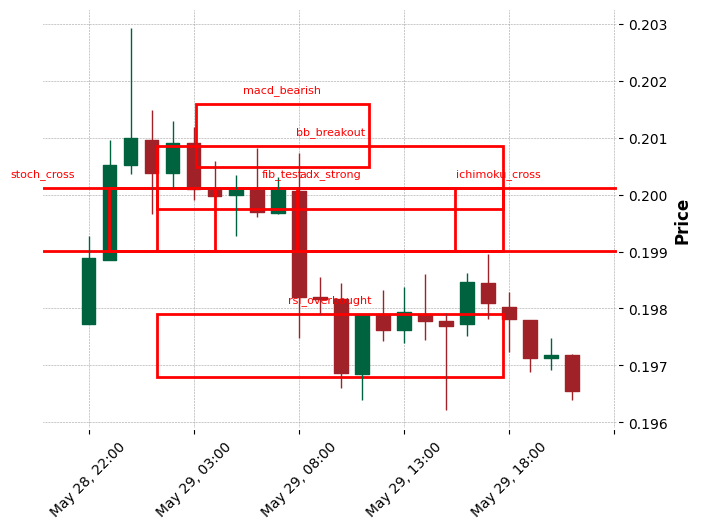 0.203
0.202
macd_bearish
0.201
bb_breakout
stoch_cross
fib_test
adx_strong
ichimoku_cross
0.200
Price
0.199
rsi_overbought
0.198
0.197
0.196
May 28, 22:00
May 29, 03:00
May 29, 08:00
May 29, 13:00
May 29, 18:00